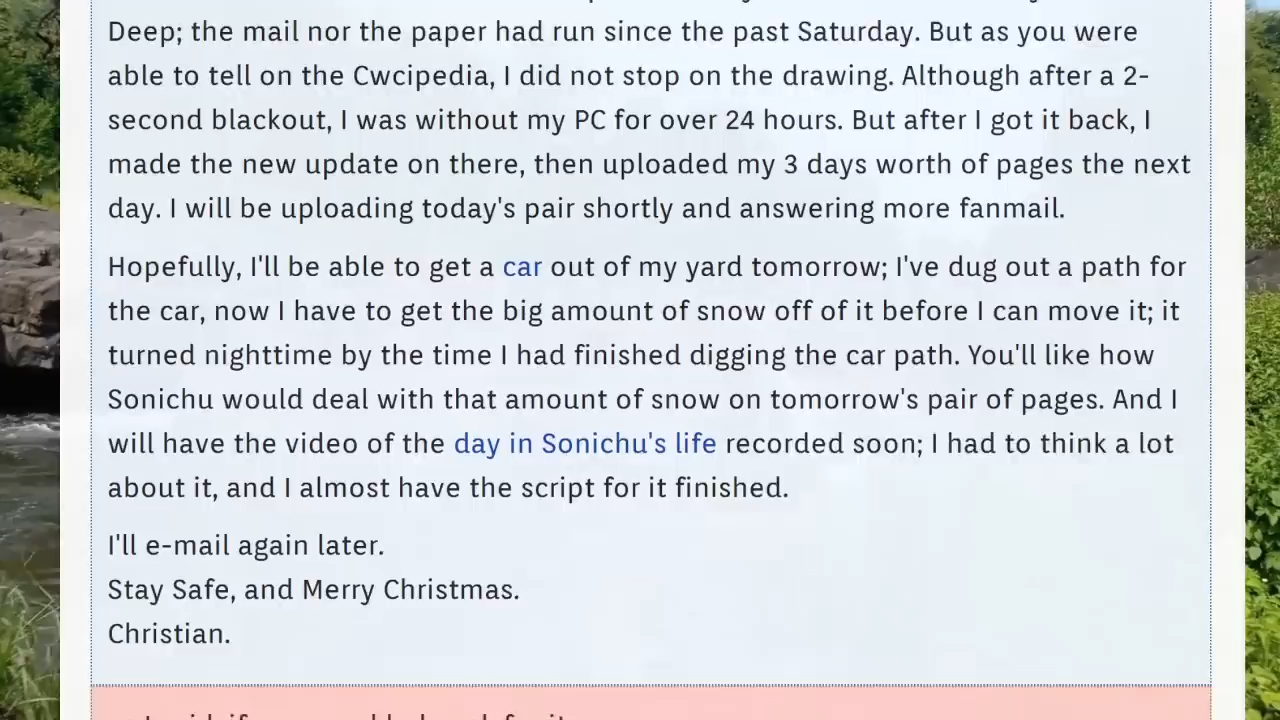 Deep; the mail nor the paper had run since the past Saturday. But as you were
able to tell on the Cwcipedia, I did not stop on the drawing. Although after a 2-
second blackout, I was without my PC for over 24 hours. But after I got it back, I
made the new update on there, then uploaded my 3 days worth of pages the next
day. I will be uploading today's pair shortly and answering more fanmail.
Hopefully, I'll be able to get a car out of my yard tomorrow; I've dug out a path for
the car, now I have to get the big amount of snow off of it before I can move it; it
turned nighttime by the time I had finished digging the car path. You'll like how
Sonichu would deal with that amount of snow on tomorrow's pair of pages. And I
will have the video of the day in Sonichu's life recorded soon; I had to think a lot
about it, and I almost have the script for it finished.
I'll e-mail again later.
Stay Safe, and Merry Christmas.
Christian.